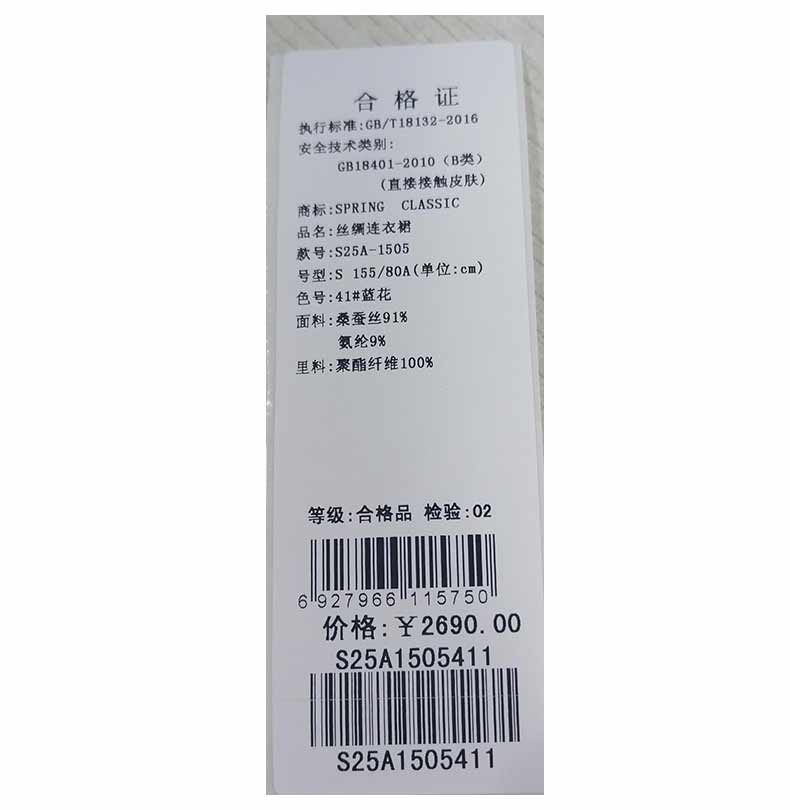 合格证
执行标准:GB/T18132-2016
安全技术类别:
GB18401-2010（B类）
(直接接触皮肤)
商标:SPRING CLASSIC
品名:丝绸连衣裙
款号:S25A-1505
号型:S 155/80A(单位:cm)
色号:41#蓝花
面料:桑蚕丝91%
氨纶9%
里料:聚酯纤维100%
等级:合格品 检验:02
6 927966 115750
价格:￥2690.00
S25A1505411
S25A1505411